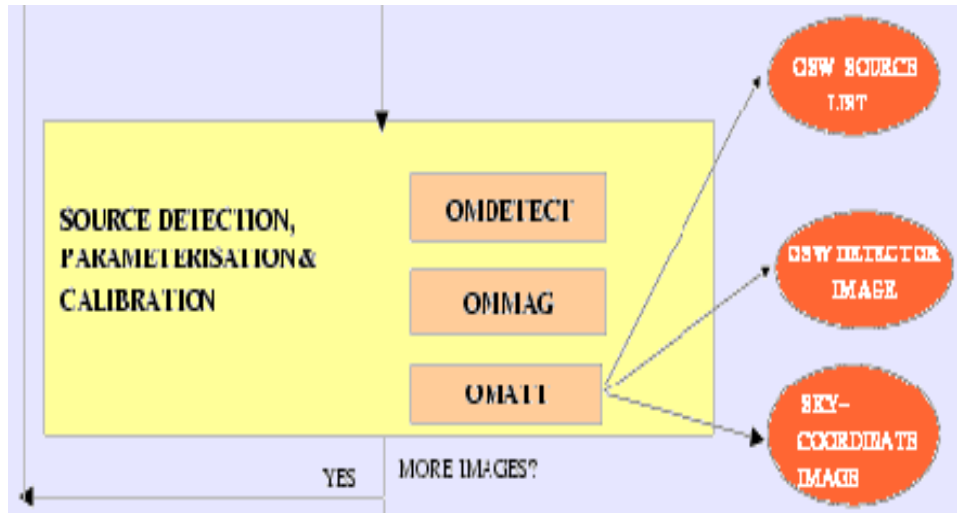 OSW SOURCE
LIST
SOURCE DETECTION,
PARAMETERISATION &
CALIBRATION
OMDETECT
OMMAG
OMATT
OSW DETECTOR
IMAGE
SKY-
COORDINATE
IMAGE
YES
MORE IMAGES?